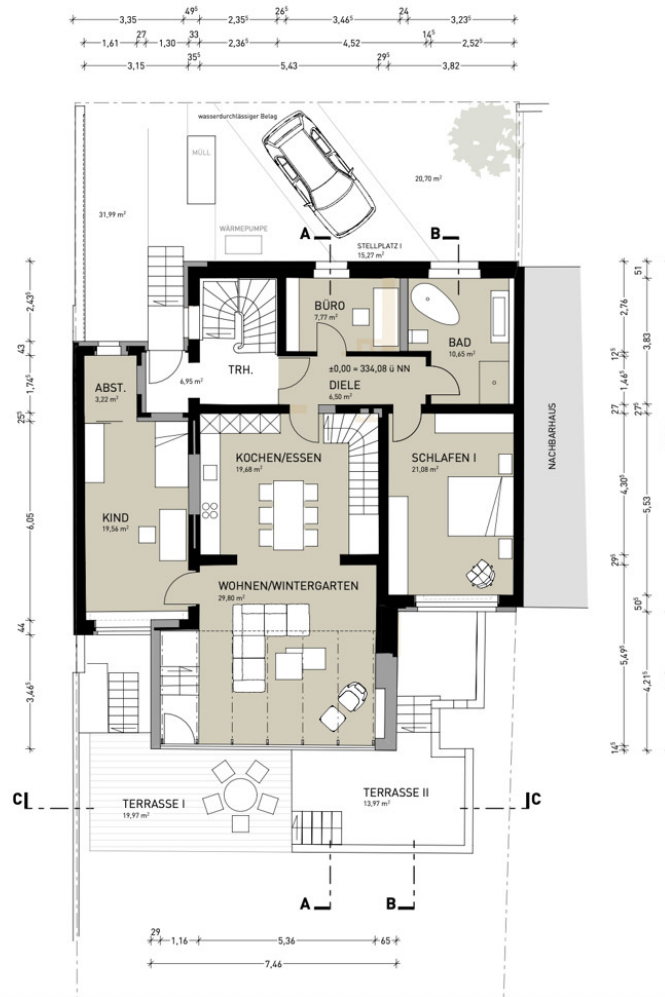 3,35 49⁵ 2,35 26⁵ 3,46⁵ 24 3,23⁵
1,61 27 1,30 33 2,36⁵ 4,52 14⁵ 2,52⁵
3,15 35⁵ 5,43 29⁵ 3,82
wasserdurchlässiger Belag
MÜLL
20,70 m²
31,99 m²
WÄRMEPUMPE
A B
STELLPLATZ I
15,27 m²
BÜRO
7,77 m²
BAD
10,65 m²
TRH.
6,95 m²
±0,00 = 334,08 ü NN
DIELE
6,50 m²
ABST.
3,22 m²
KOCHEN/ESSEN
19,68 m²
SCHLAFEN I
21,08 m²
NACHBARHAUS
KIND
19,56 m²
WOHNEN/WINTERGARTEN
29,80 m²
TERRASSE I
19,97 m²
TERRASSE II
13,97 m²
C C
A B
2,43⁵
43
1,74⁵
25⁵
6,05
44
3,46⁵
2,76
12⁵
1,46⁵
27
4,30⁵
29⁵
5,49⁵
14⁵
51
3,83
27⁵
5,53
50⁵
4,21⁵
29 1,16 5,36 65
7,46